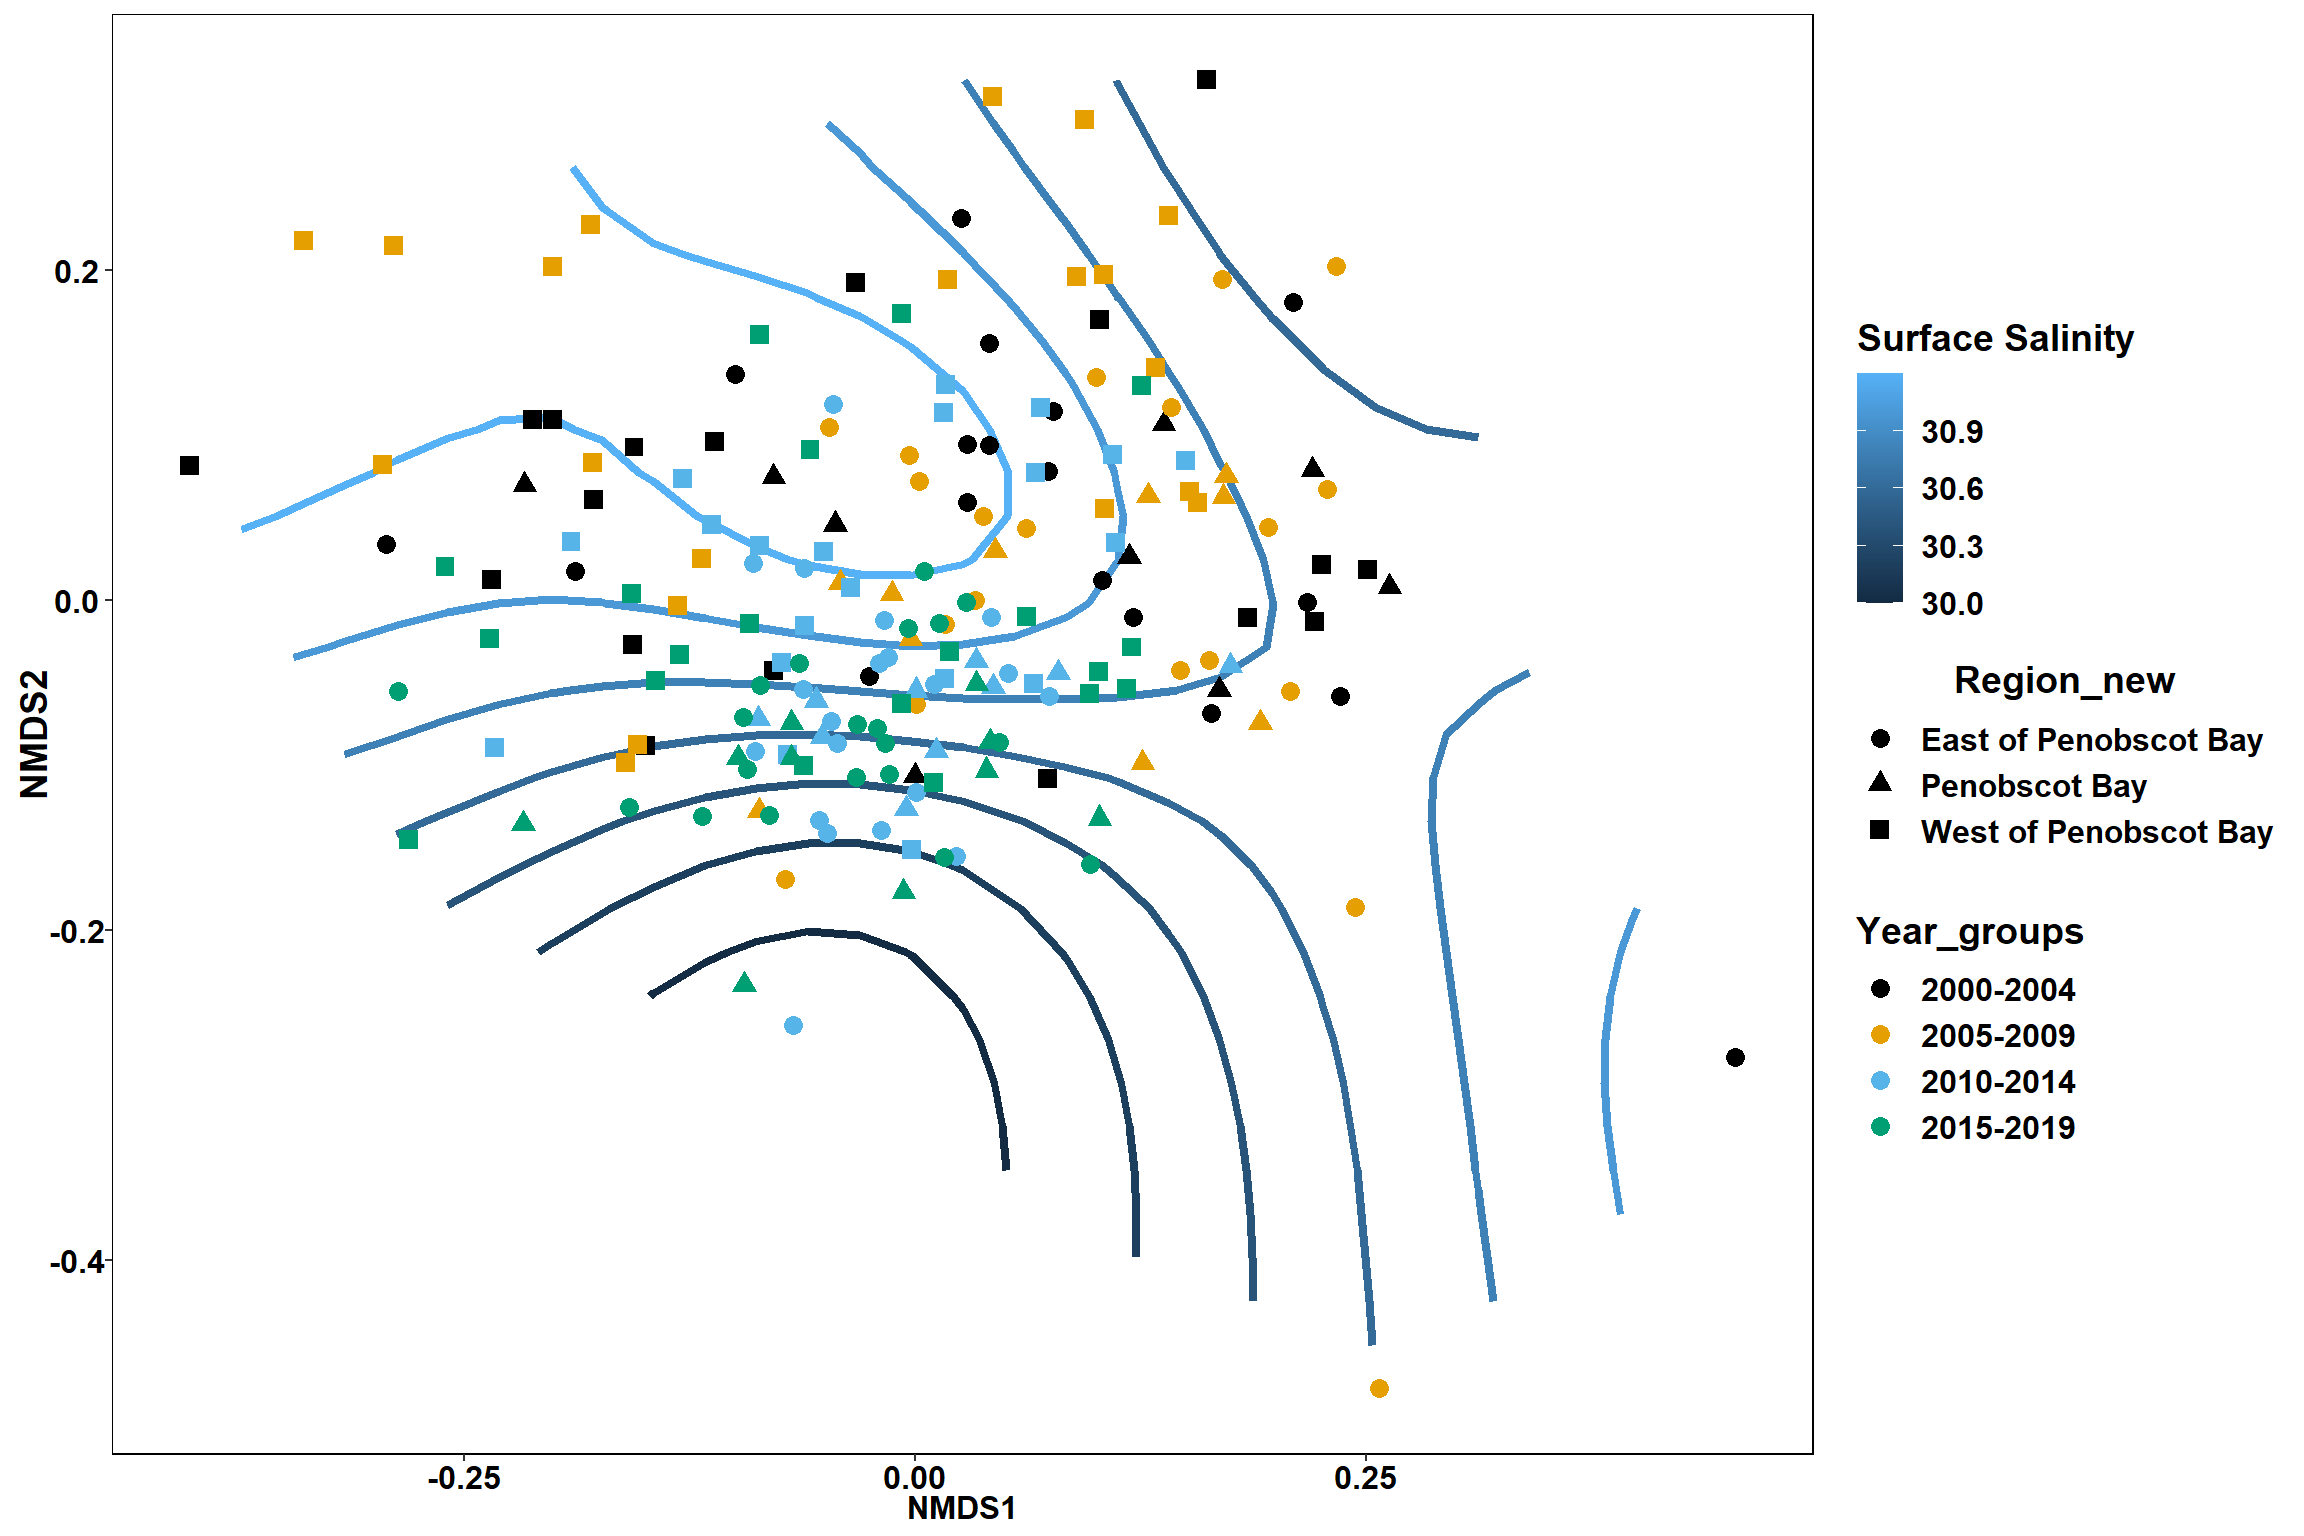 0.2
0.0
-0.2
-0.4
NMDS2
-0.25
0.00
0.25
NMDS1
Surface Salinity
30.9
30.6
30.3
30.0
Region_new
East of Penobscot Bay
Penobscot Bay
West of Penobscot Bay
Year_groups
2000-2004
2005-2009
2010-2014
2015-2019